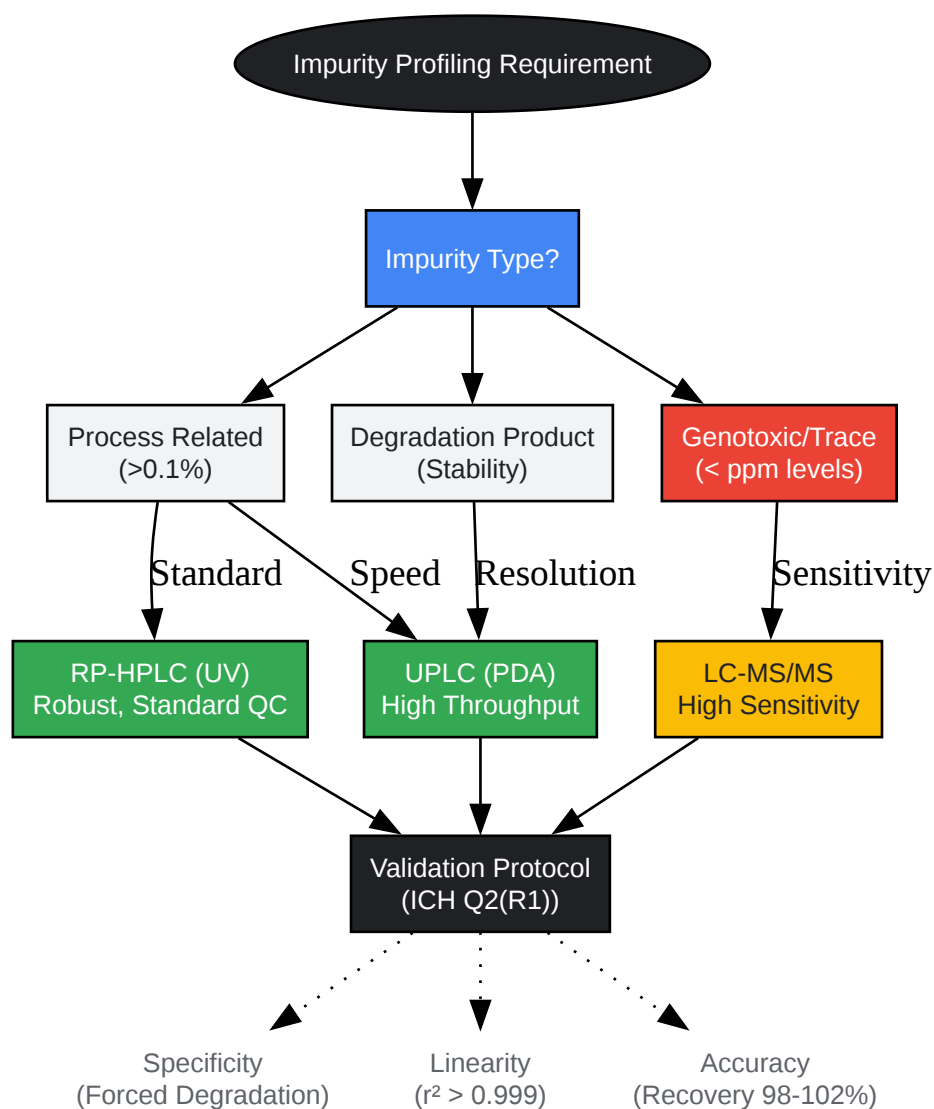 Impurity Profiling Requirement
Impurity Type?
Process Related
(>0.1%)
Degradation Product
(Stability)
Genotoxic/Trace
(< ppm levels)
Standard
Speed
Resolution
Sensitivity
RP-HPLC (UV)
Robust, Standard QC
UPLC (PDA)
High Throughput
LC-MS/MS
High Sensitivity
Validation Protocol
(ICH Q2(R1))
Specificity
(Forced Degradation)
Linearity
(r² > 0.999)
Accuracy
(Recovery 98-102%)